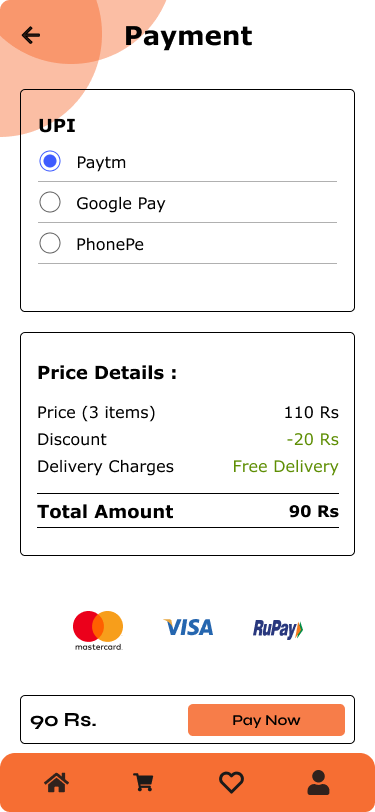 Payment
UPI
Paytm
Google Pay
PhonePe
Price Details :
Price (3 items) 110 Rs
Discount -20 Rs
Delivery Charges Free Delivery
Total Amount 90 Rs
mastercard. VISA RuPay
90 Rs. Pay Now